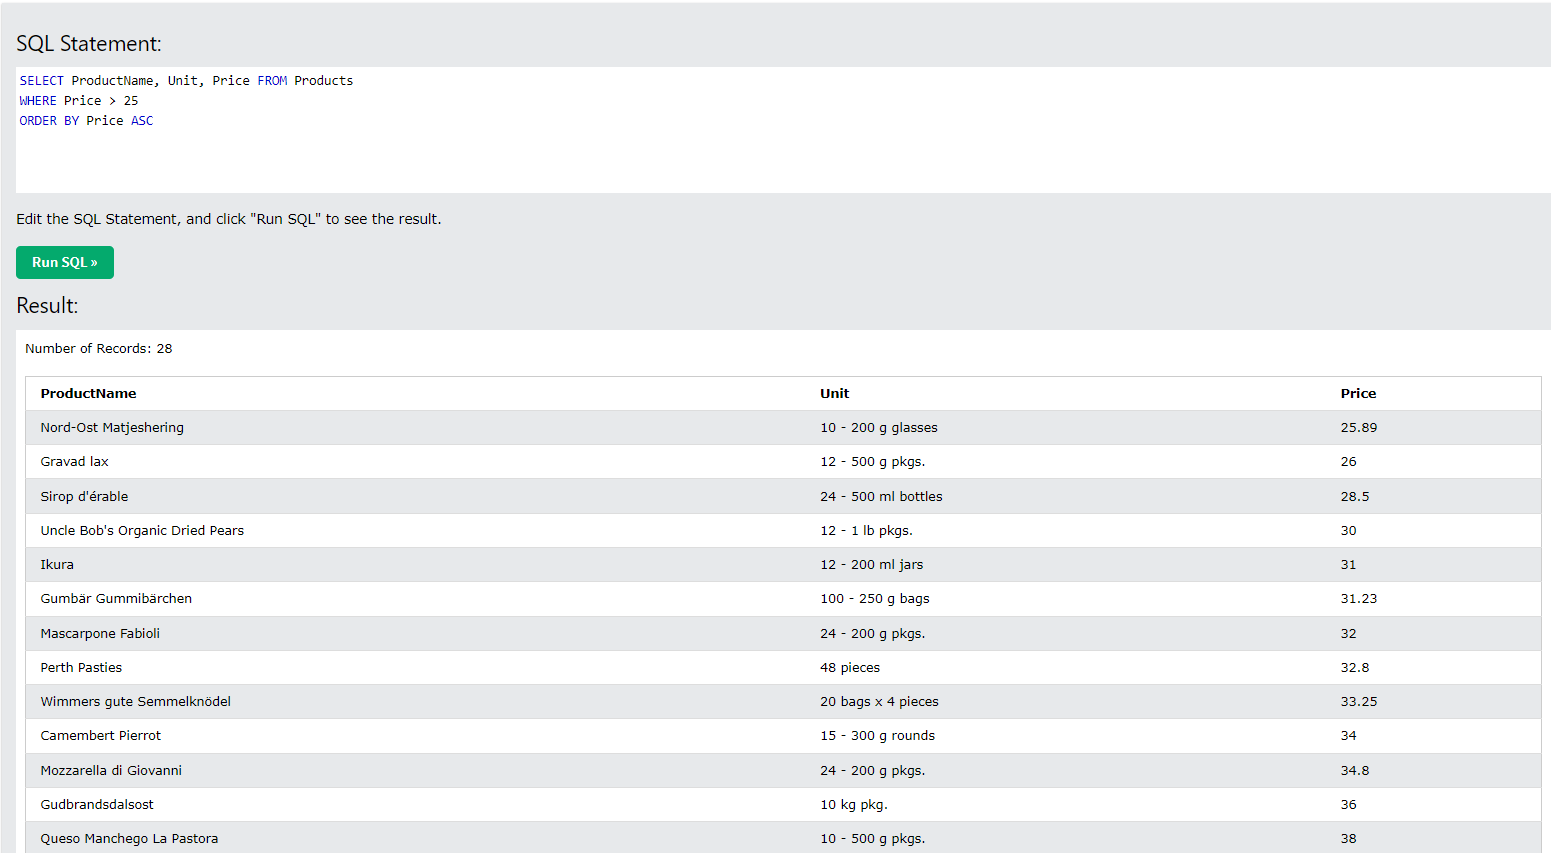 SQL Statement:
SELECT ProductName, Unit, Price FROM Products
WHERE Price > 25
ORDER BY Price ASC
Edit the SQL Statement, and click "Run SQL" to see the result.
Run SQL »
Result:
Number of Records: 28
ProductName Unit Price
Nord-Ost Matjeshering 10 - 200 g glasses 25.89
Gravad lax 12 - 500 g pkgs. 26
Sirop d'érable 24 - 500 ml bottles 28.5
Uncle Bob's Organic Dried Pears 12 - 1 lb pkgs. 30
Ikura 12 - 200 ml jars 31
Gumbär Gummibärchen 100 - 250 g bags 31.23
Mascarpone Fabioli 24 - 200 g pkgs. 32
Perth Pasties 48 pieces 32.8
Wimmers gute Semmelknödel 20 bags x 4 pieces 33.25
Camembert Pierrot 15 - 300 g rounds 34
Mozzarella di Giovanni 24 - 200 g pkgs. 34.8
Gudbrandsdalsost 10 kg pkg. 36
Queso Manchego La Pastora 10 - 500 g pkgs. 38